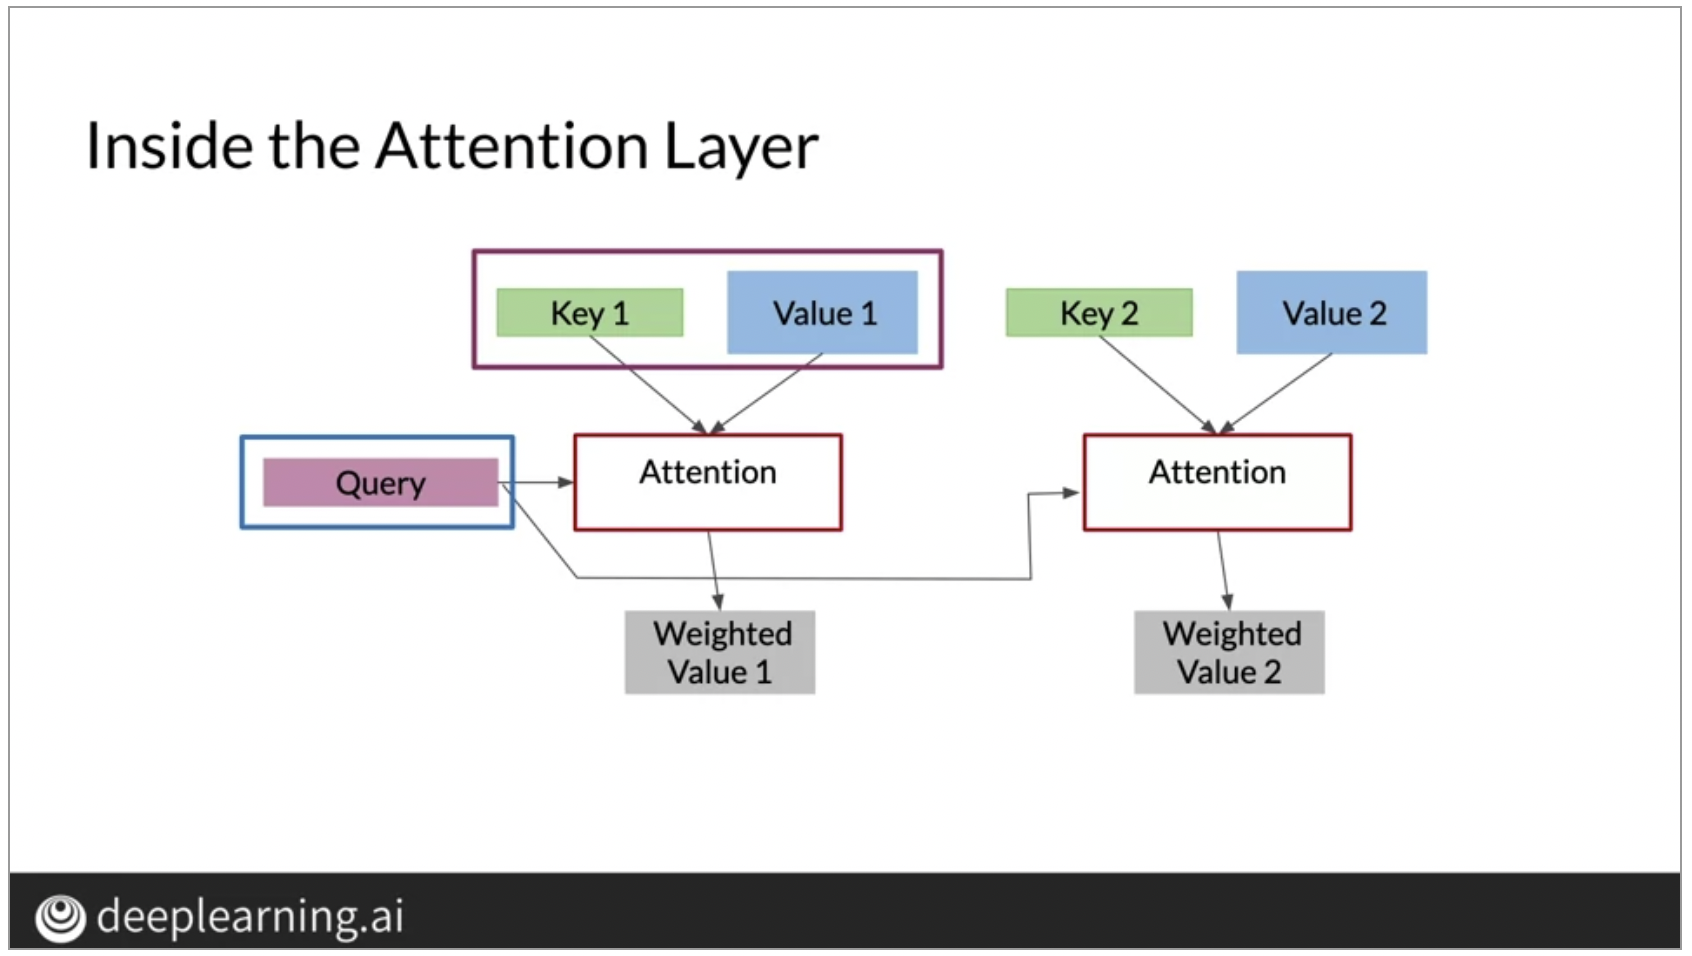 Inside the Attention Layer
Key 1
Value 1
Key 2
Value 2
Query
Attention
Attention
Weighted
Value 1
Weighted
Value 2
deeplearning.ai